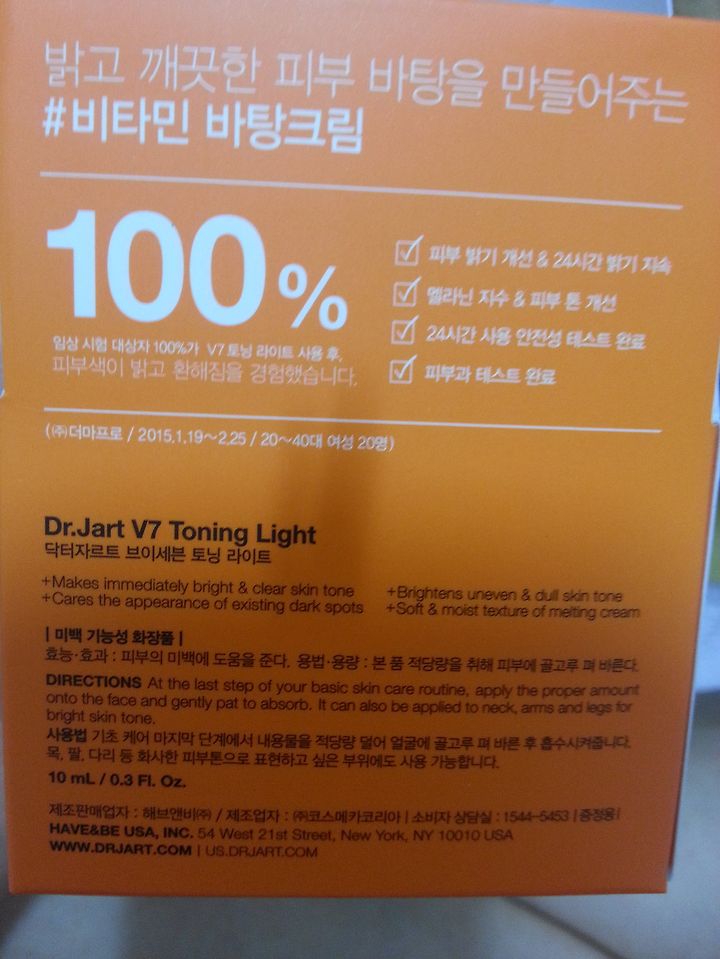 밝고 깨끗한 피부 바탕을 만들어주는
#비타민 바탕크림
100%
임상 시험 대상자 100%가 V7 토닝 라이트 사용 후,
피부색이 밝고 환해짐을 경험했습니다.
피부 밝기 개선 & 24시간 밝기 지속
멜라닌 지수 & 피부 톤 개선
24시간 사용 안전성 테스트 완료
피부과 테스트 완료
(㈜더마프로 / 2015.1.19~2.25 / 20~40대 여성 20명)
Dr.Jart V7 Toning Light
닥터자르트 브이세븐 토닝 라이트
+Makes immediately bright & clear skin tone
+Cares the appearance of existing dark spots
+Brightens uneven & dull skin tone
+Soft & moist texture of melting cream
| 미백 기능성 화장품 |
효능·효과 : 피부의 미백에 도움을 준다. 용법·용량 : 본 품 적당량을 취해 피부에 골고루 펴 바른다.
DIRECTIONS At the last step of your basic skin care routine, apply the proper amount
onto the face and gently pat to absorb. It can also be applied to neck, arms and legs for
bright skin tone.
사용법 기초 케어 마지막 단계에서 내용물을 적당량 덜어 얼굴에 골고루 펴 바른 후 흡수시켜줍니다.
목, 팔, 다리 등 화사한 피부톤으로 표현하고 싶은 부위에도 사용 가능합니다.
10 mL / 0.3 Fl. Oz.
제조판매업자 : 해브앤비㈜ / 제조업자 : ㈜코스메카코리아 | 소비자 상담실 : 1544-5453 | 증정용 |
HAVE&BE USA, INC. 54 West 21st Street, New York, NY 10010 USA
WWW.DRJART.COM | US.DRJART.COM